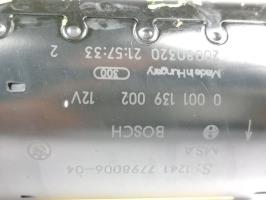 S 1241 7798006-04
MSA
BOSCH
0 001 139 002 12V
300
Made in Hungary
20080320 21:57:33 2